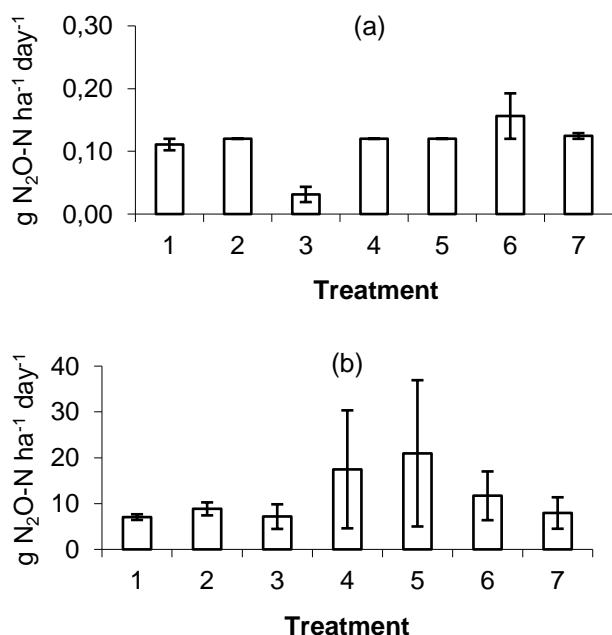 (a)
g N₂O-N ha⁻¹ day⁻¹
0,30
0,20
0,10
0,00
1 2 3 4 5 6 7
Treatment
(b)
g N₂O-N ha⁻¹ day⁻¹
40
30
20
10
0
1 2 3 4 5 6 7
Treatment